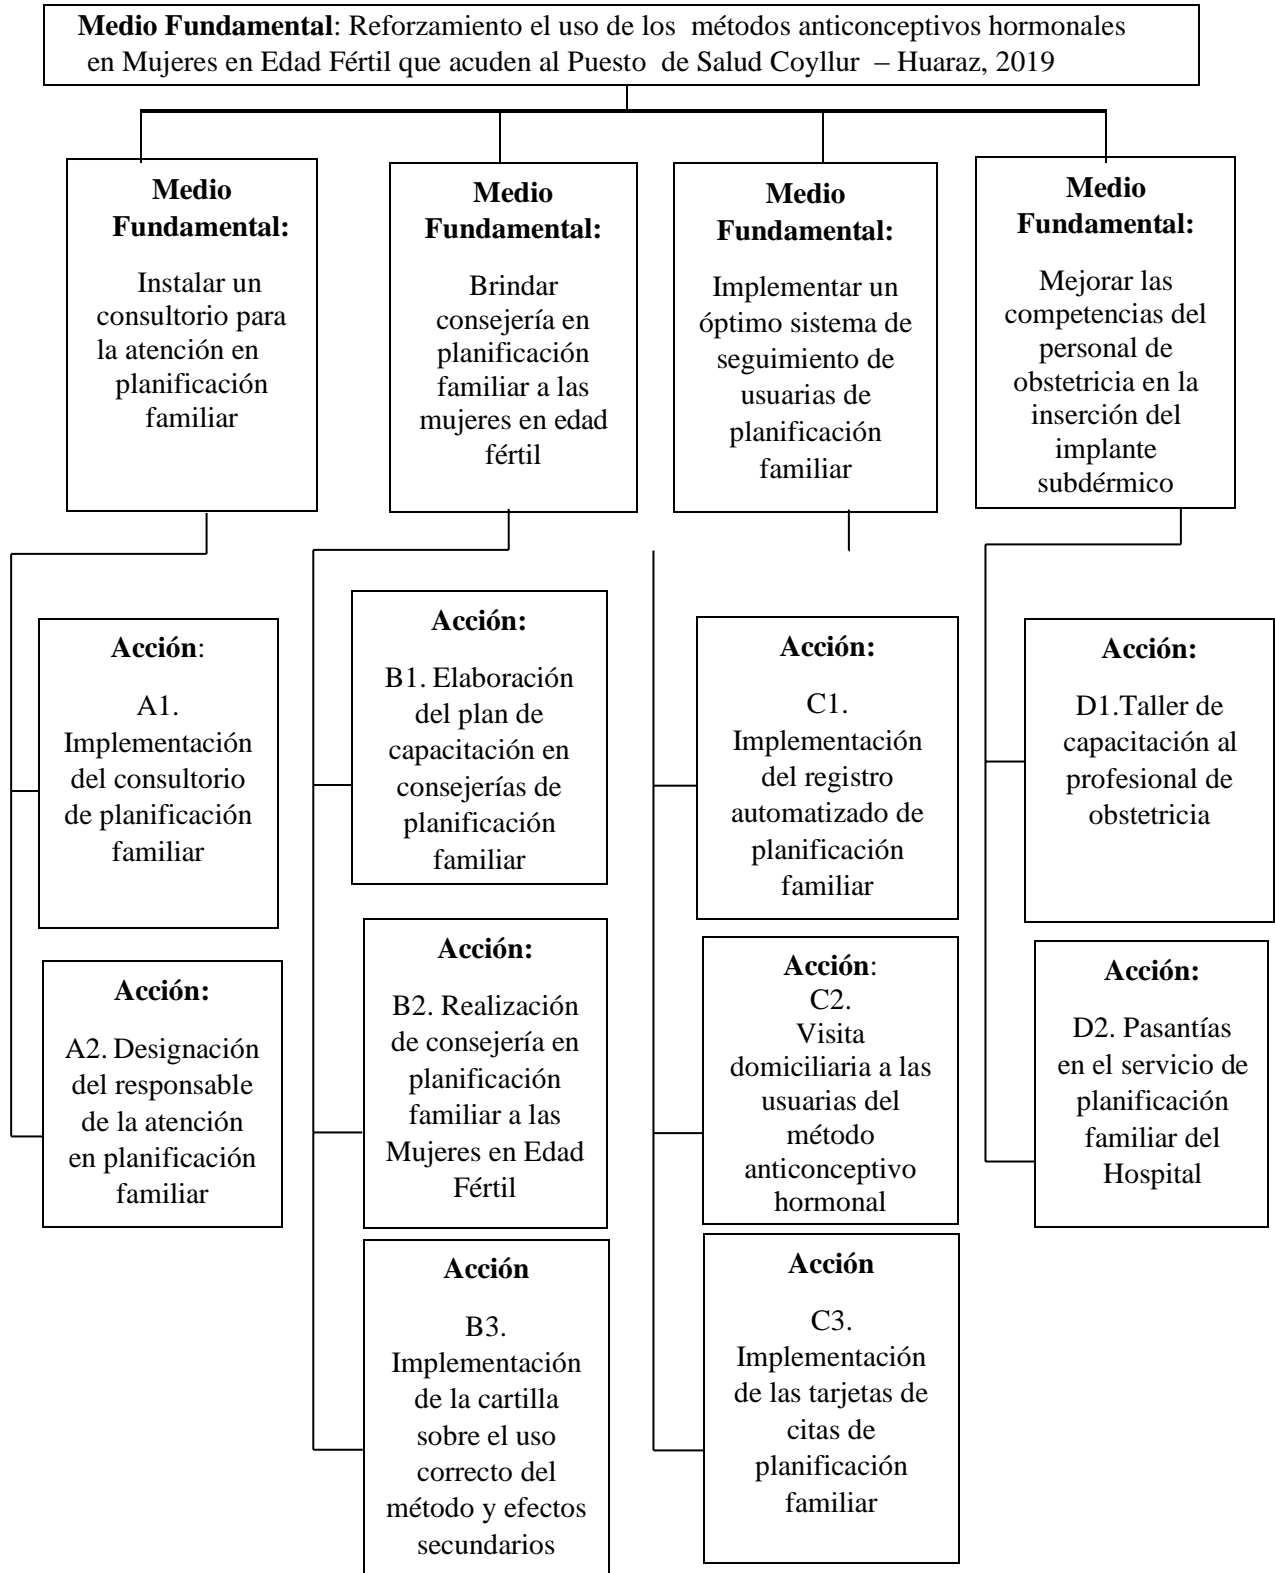 Medio Fundamental: Reforzamiento el uso de los métodos anticonceptivos hormonales
en Mujeres en Edad Fértil que acuden al Puesto de Salud Coyllur – Huaraz, 2019
Medio
Fundamental:
Instalar un
consultorio para
la atención en
planificación
familiar
Medio
Fundamental:
Brindar
consejería en
planificación
familiar a las
mujeres en edad
fértil
Medio
Fundamental:
Implementar un
óptimo sistema de
seguimiento de
usuarias de
planificación
familiar
Medio
Fundamental:
Mejorar las
competencias del
personal de
obstetricia en la
inserción del
implante
subdérmico
Acción:
A1.
Implementación
del consultorio
de planificación
familiar
Acción:
A2. Designación
del responsable
de la atención
en planificación
familiar
Acción:
B1. Elaboración
del plan de
capacitación en
consejerías de
planificación
familiar
Acción:
B2. Realización
de consejería en
planificación
familiar a las
Mujeres en Edad
Fértil
Acción
B3.
Implementación
de la cartilla
sobre el uso
correcto del
método y efectos
secundarios
Acción:
C1.
Implementación
del registro
automatizado de
planificación
familiar
Acción:
C2.
Visita
domiciliaria a las
usuarias del
método
anticonceptivo
hormonal
Acción
C3.
Implementación
de las tarjetas de
citas de
planificación
familiar
Acción:
D1.Taller de
capacitación al
profesional de
obstetricia
Acción:
D2. Pasantías
en el servicio de
planificación
familiar del
Hospital